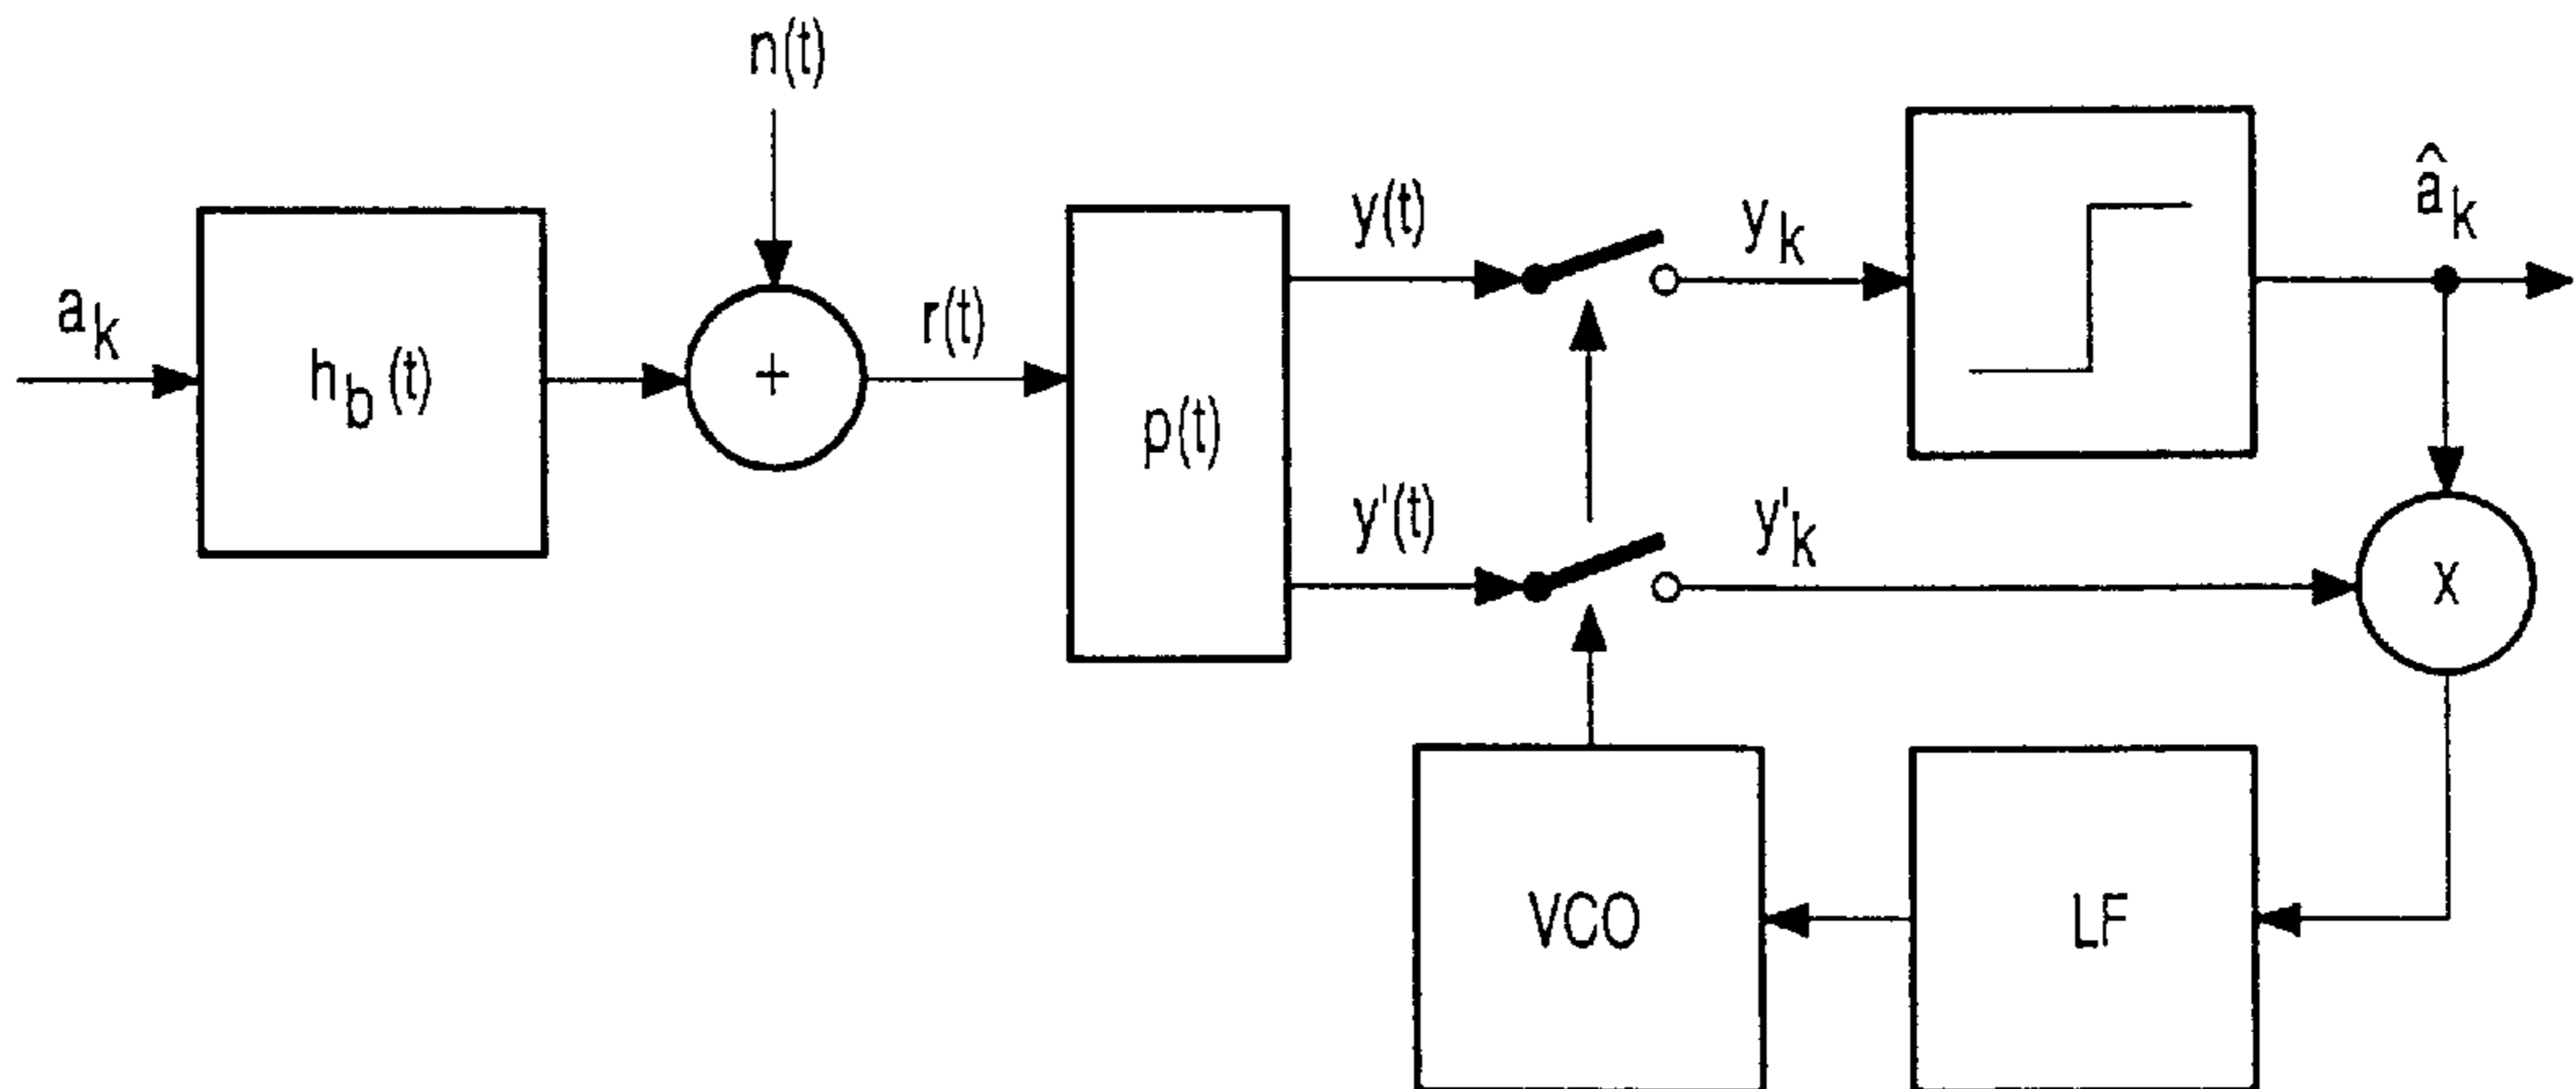 n(t)
a_k
h_b(t)
+
r(t)
p(t)
y(t)
y_k
â_k
y'(t)
y'_k
x
VCO
LF